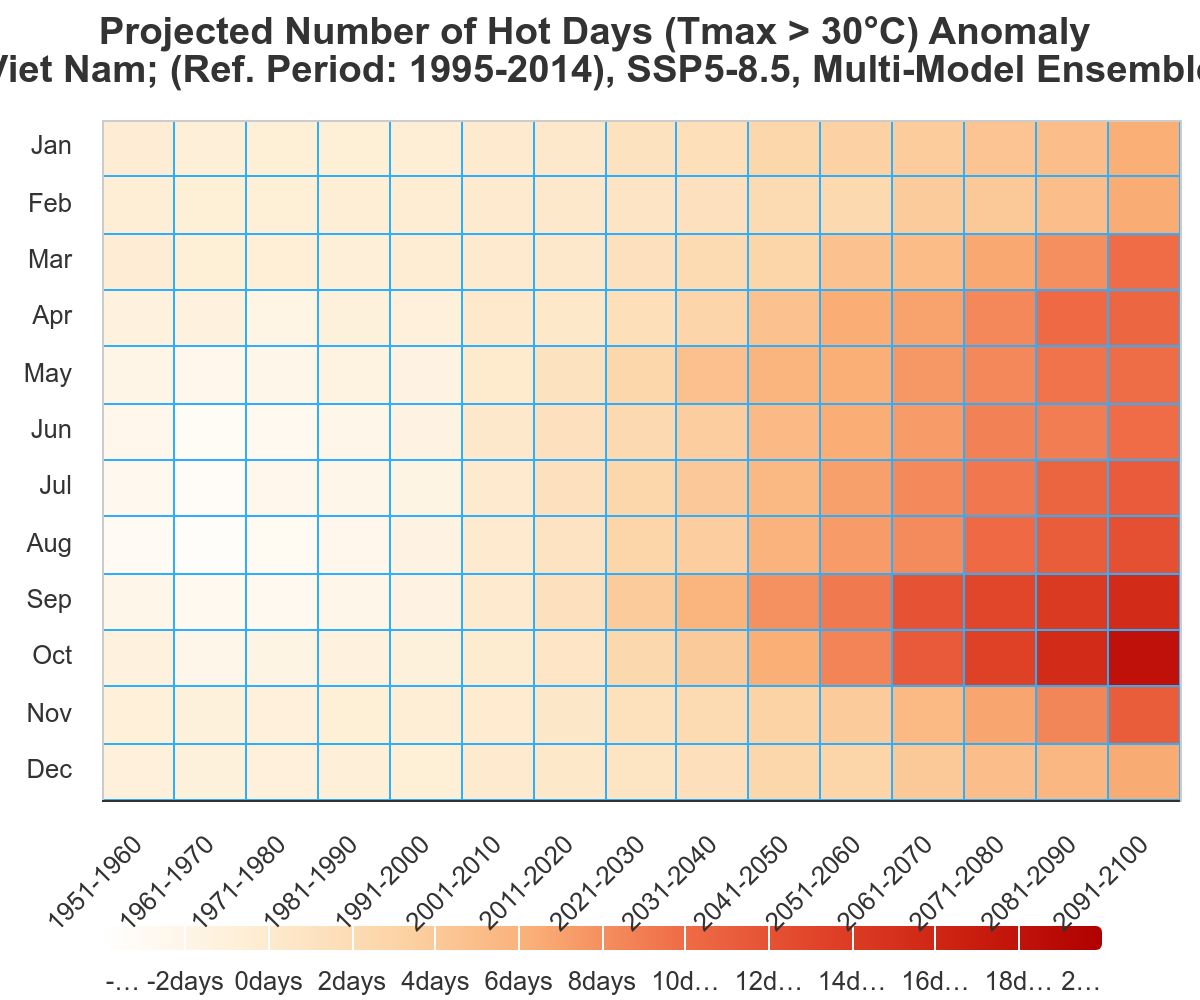 Projected Number of Hot Days (Tmax > 30°C) Anomaly
Viet Nam; (Ref. Period: 1995-2014), SSP5-8.5, Multi-Model Ensemble
Jan
Feb
Mar
Apr
May
Jun
Jul
Aug
Sep
Oct
Nov
Dec
1951-1960 1961-1970 1971-1980 1981-1990 1991-2000 2001-2010 2011-2020 2021-2030 2031-2040 2041-2050 2051-2060 2061-2070 2071-2080 2081-2090 2091-2100
-… -2days 0days 2days 4days 6days 8days 10d… 12d… 14d… 16d… 18d… 2…